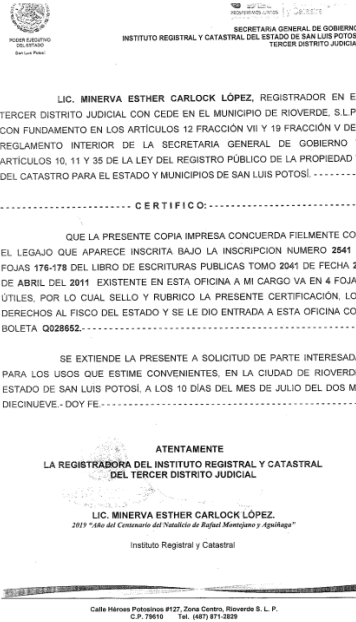 PROSPEREMOS JUNTOS
PODER EJECUTIVO
DEL ESTADO
San Luis Potosí
SECRETARIA GENERAL DE GOBIERNO
INSTITUTO REGISTRAL Y CATASTRAL DEL ESTADO DE SAN LUIS POTOS
TERCER DISTRITO JUDICIA
LIC. MINERVA ESTHER CARLOCK LÓPEZ, REGISTRADOR EN E
TERCER DISTRITO JUDICIAL CON CEDE EN EL MUNICIPIO DE RIOVERDE, S.L.P
CON FUNDAMENTO EN LOS ARTÍCULOS 12 FRACCIÓN VII Y 19 FRACCIÓN V DE
REGLAMENTO INTERIOR DE LA SECRETARIA GENERAL DE GOBIERNO Y
ARTÍCULOS 10, 11 Y 35 DE LA LEY DEL REGISTRO PÚBLICO DE LA PROPIEDAD Y
DEL CATASTRO PARA EL ESTADO Y MUNICIPIOS DE SAN LUIS POTOSÍ. - - - - - - - -
- - - - - - - - - - - - - - - - - - - - C E R T I F I C O: - - - - - - - - - - - - - - - - - - - -
QUE LA PRESENTE COPIA IMPRESA CONCUERDA FIELMENTE CO
EL LEGAJO QUE APARECE INSCRITA BAJO LA INSCRIPCION NUMERO 2541
FOJAS 176-178 DEL LIBRO DE ESCRITURAS PUBLICAS TOMO 2041 DE FECHA 2
DE ABRIL DEL 2011 EXISTENTE EN ESTA OFICINA A MI CARGO VA EN 4 FOJA
ÚTILES, POR LO CUAL SELLO Y RUBRICO LA PRESENTE CERTIFICACIÓN, LO
DERECHOS AL FISCO DEL ESTADO Y SE LE DIO ENTRADA A ESTA OFICINA CO
BOLETA Q028652.- - - - - - - - - - - - - - - - - - - - - - - - - - - - - - - - - - - -
SE EXTIENDE LA PRESENTE A SOLICITUD DE PARTE INTERESADA
PARA LOS USOS QUE ESTIME CONVENIENTES, EN LA CIUDAD DE RIOVERDE
ESTADO DE SAN LUIS POTOSÍ, A LOS 10 DÍAS DEL MES DE JULIO DEL DOS M
DIECINUEVE.- DOY FE.- - - - - - - - - - - - - - - - - - - - - - - - - - - - - - - -
ATENTAMENTE
LA REGISTRADORA DEL INSTITUTO REGISTRAL Y CATASTRAL
DEL TERCER DISTRITO JUDICIAL
LIC. MINERVA ESTHER CARLOCK LÓPEZ.
2019 “Año del Centenario del Natalicio de Rafael Montejano y Aguiñaga”
Instituto Registral y Catastral
Calle Héroes Potosinos #127, Zona Centro, Rioverde S. L. P.
C.P. 79610 Tel. (487) 871-2829